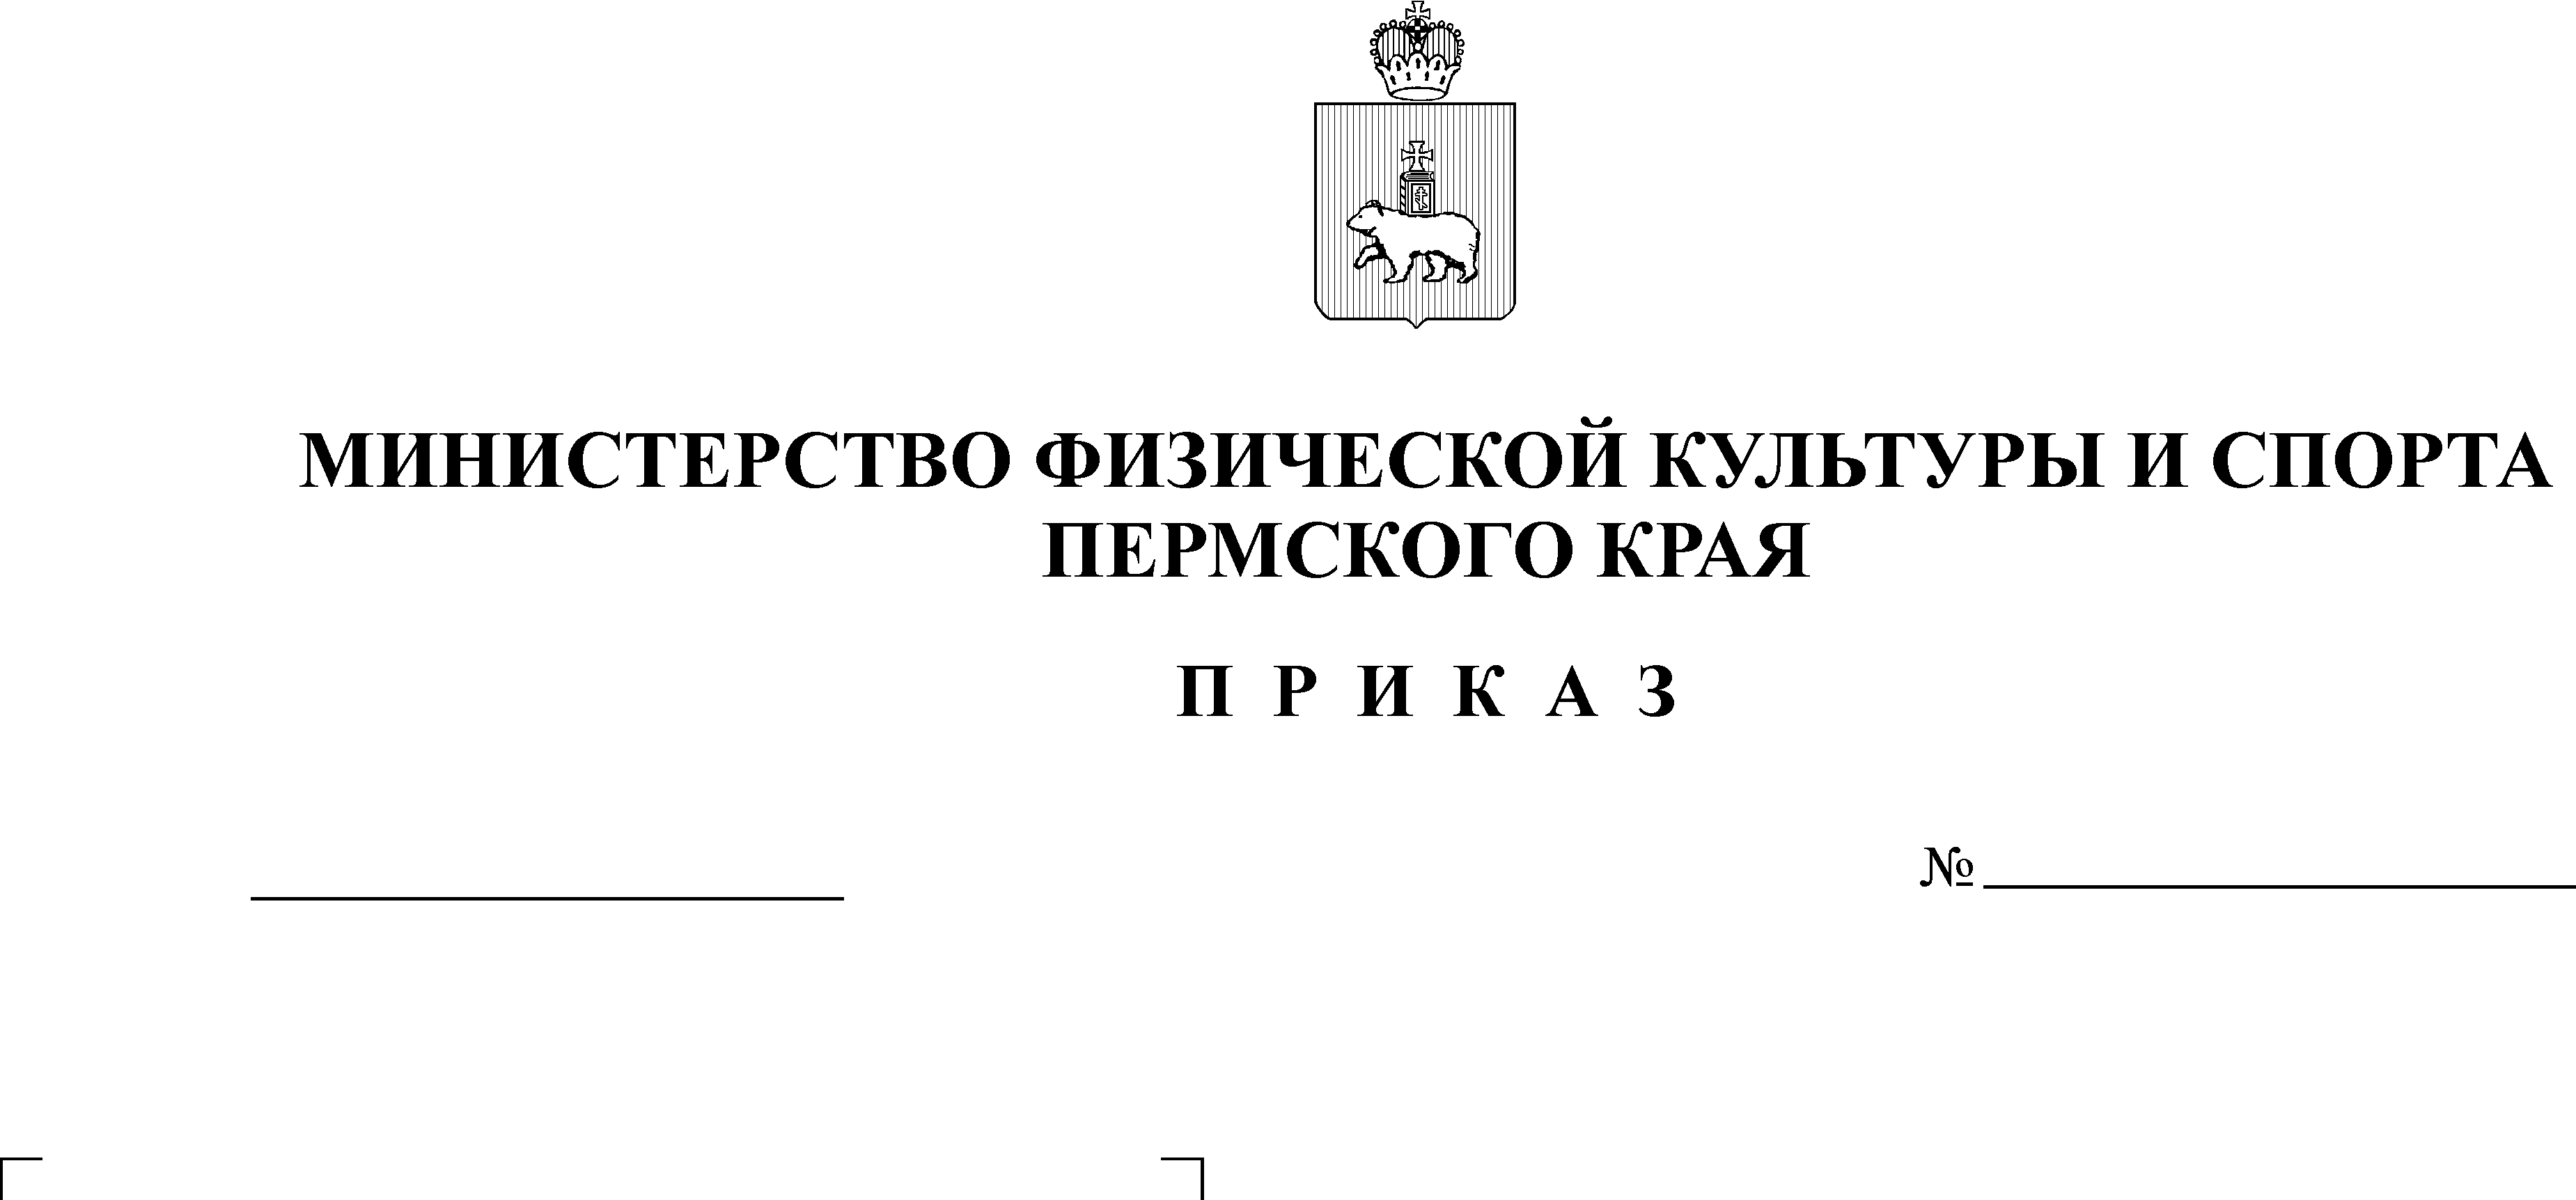 МИНИСТЕРСТВО ФИЗИЧЕСКОЙ КУЛЬТУРЫ И СПОРТА
ПЕРМСКОГО КРАЯ
П Р И К А З
№